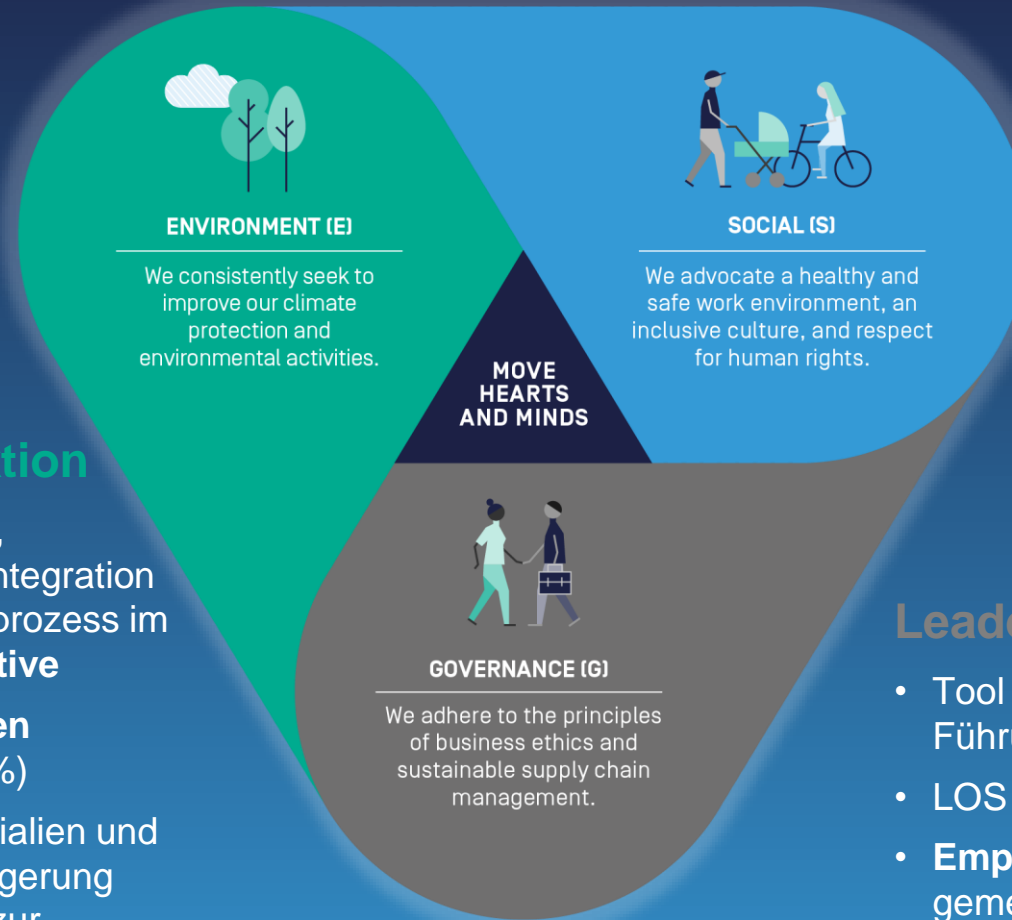 ENVIRONMENT (E)
We consistently seek to
improve our climate
protection and
environmental activities.
SOCIAL (S)
We advocate a healthy and
safe work environment, an
inclusive culture, and respect
for human rights.
MOVE
HEARTS
AND MINDS
GOVERNANCE (G)
We adhere to the principles
of business ethics and
sustainable supply chain
management.
tion
,
ntegration
prozess im
tive
en
%)
ialien und
gerung
zur
Leade
• Tool
Führu
• LOS
• Emp
geme